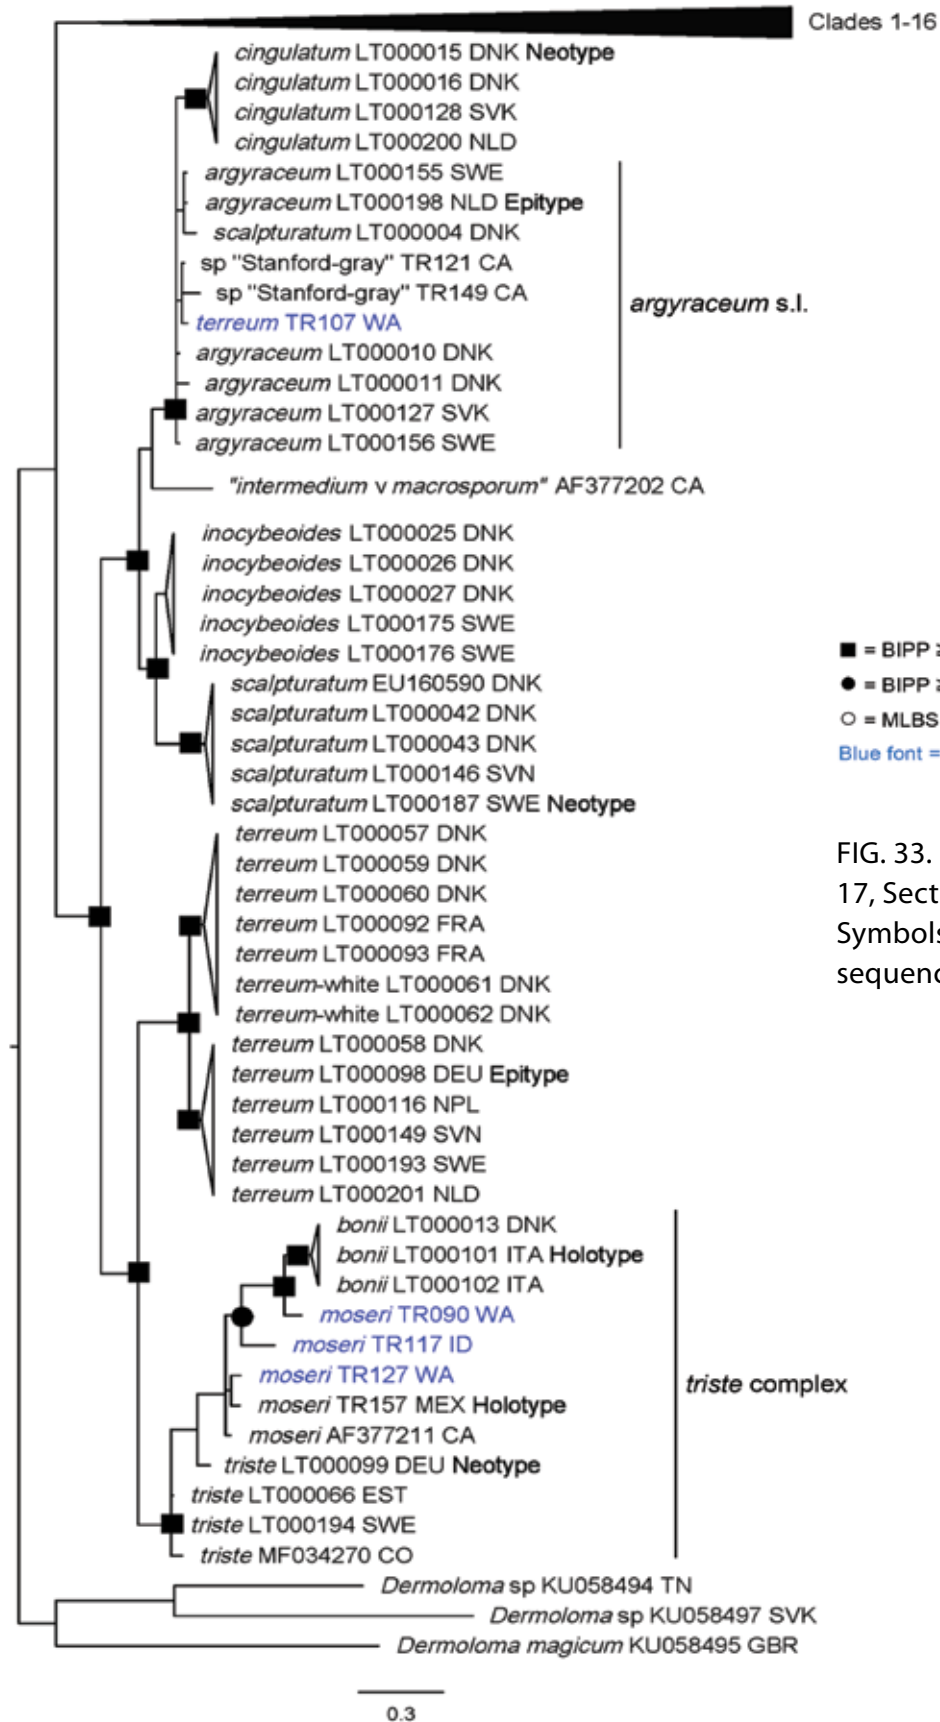 Clades 1-16
cingulatum LT000015 DNK Neotype
cingulatum LT000016 DNK
cingulatum LT000128 SVK
cingulatum LT000200 NLD
argyraceum LT000155 SWE
argyraceum LT000198 NLD Epitype
scalpturatum LT000004 DNK
sp "Stanford-gray" TR121 CA
sp "Stanford-gray" TR149 CA
terreum TR107 WA
argyraceum LT000010 DNK
argyraceum LT000011 DNK
argyraceum LT000127 SVK
argyraceum LT000156 SWE
argyraceum s.l.
"intermedium v macrosporum" AF377202 CA
inocybeoides LT000025 DNK
inocybeoides LT000026 DNK
inocybeoides LT000027 DNK
inocybeoides LT000175 SWE
inocybeoides LT000176 SWE
scalpturatum EU160590 DNK
scalpturatum LT000042 DNK
scalpturatum LT000043 DNK
scalpturatum LT000146 SVN
scalpturatum LT000187 SWE Neotype
terreum LT000057 DNK
terreum LT000059 DNK
terreum LT000060 DNK
terreum LT000092 FRA
terreum LT000093 FRA
terreum-white LT000061 DNK
terreum-white LT000062 DNK
terreum LT000058 DNK
terreum LT000098 DEU Epitype
terreum LT000116 NPL
terreum LT000149 SVN
terreum LT000193 SWE
terreum LT000201 NLD
bonii LT000013 DNK
bonii LT000101 ITA Holotype
bonii LT000102 ITA
moseri TR090 WA
moseri TR117 ID
moseri TR127 WA
moseri TR157 MEX Holotype
moseri AF377211 CA
triste LT000099 DEU Neotype
triste LT000066 EST
triste LT000194 SWE
triste MF034270 CO
triste complex
Dermoloma sp KU058494 TN
Dermoloma sp KU058497 SVK
Dermoloma magicum KU058495 GBR
0.3
■ = BIPP ≥
● = BIPP ≥
○ = MLBS
Blue font =
FIG. 33.
17, Sect
Symbols
sequenc